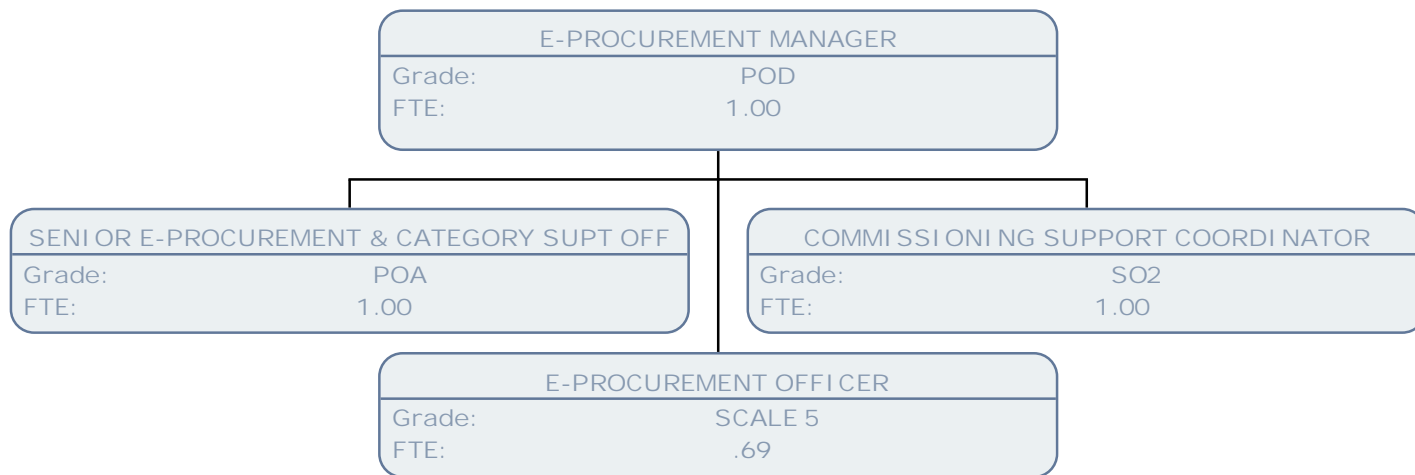 E-PROCUREMENT MANAGER
Grade: POD
FTE: 1.00
SENIOR E-PROCUREMENT & CATEGORY SUPT OFF
Grade: POA
FTE: 1.00
COMMISSIONING SUPPORT COORDINATOR
Grade: SO2
FTE: 1.00
E-PROCUREMENT OFFICER
Grade: SCALE 5
FTE: .69